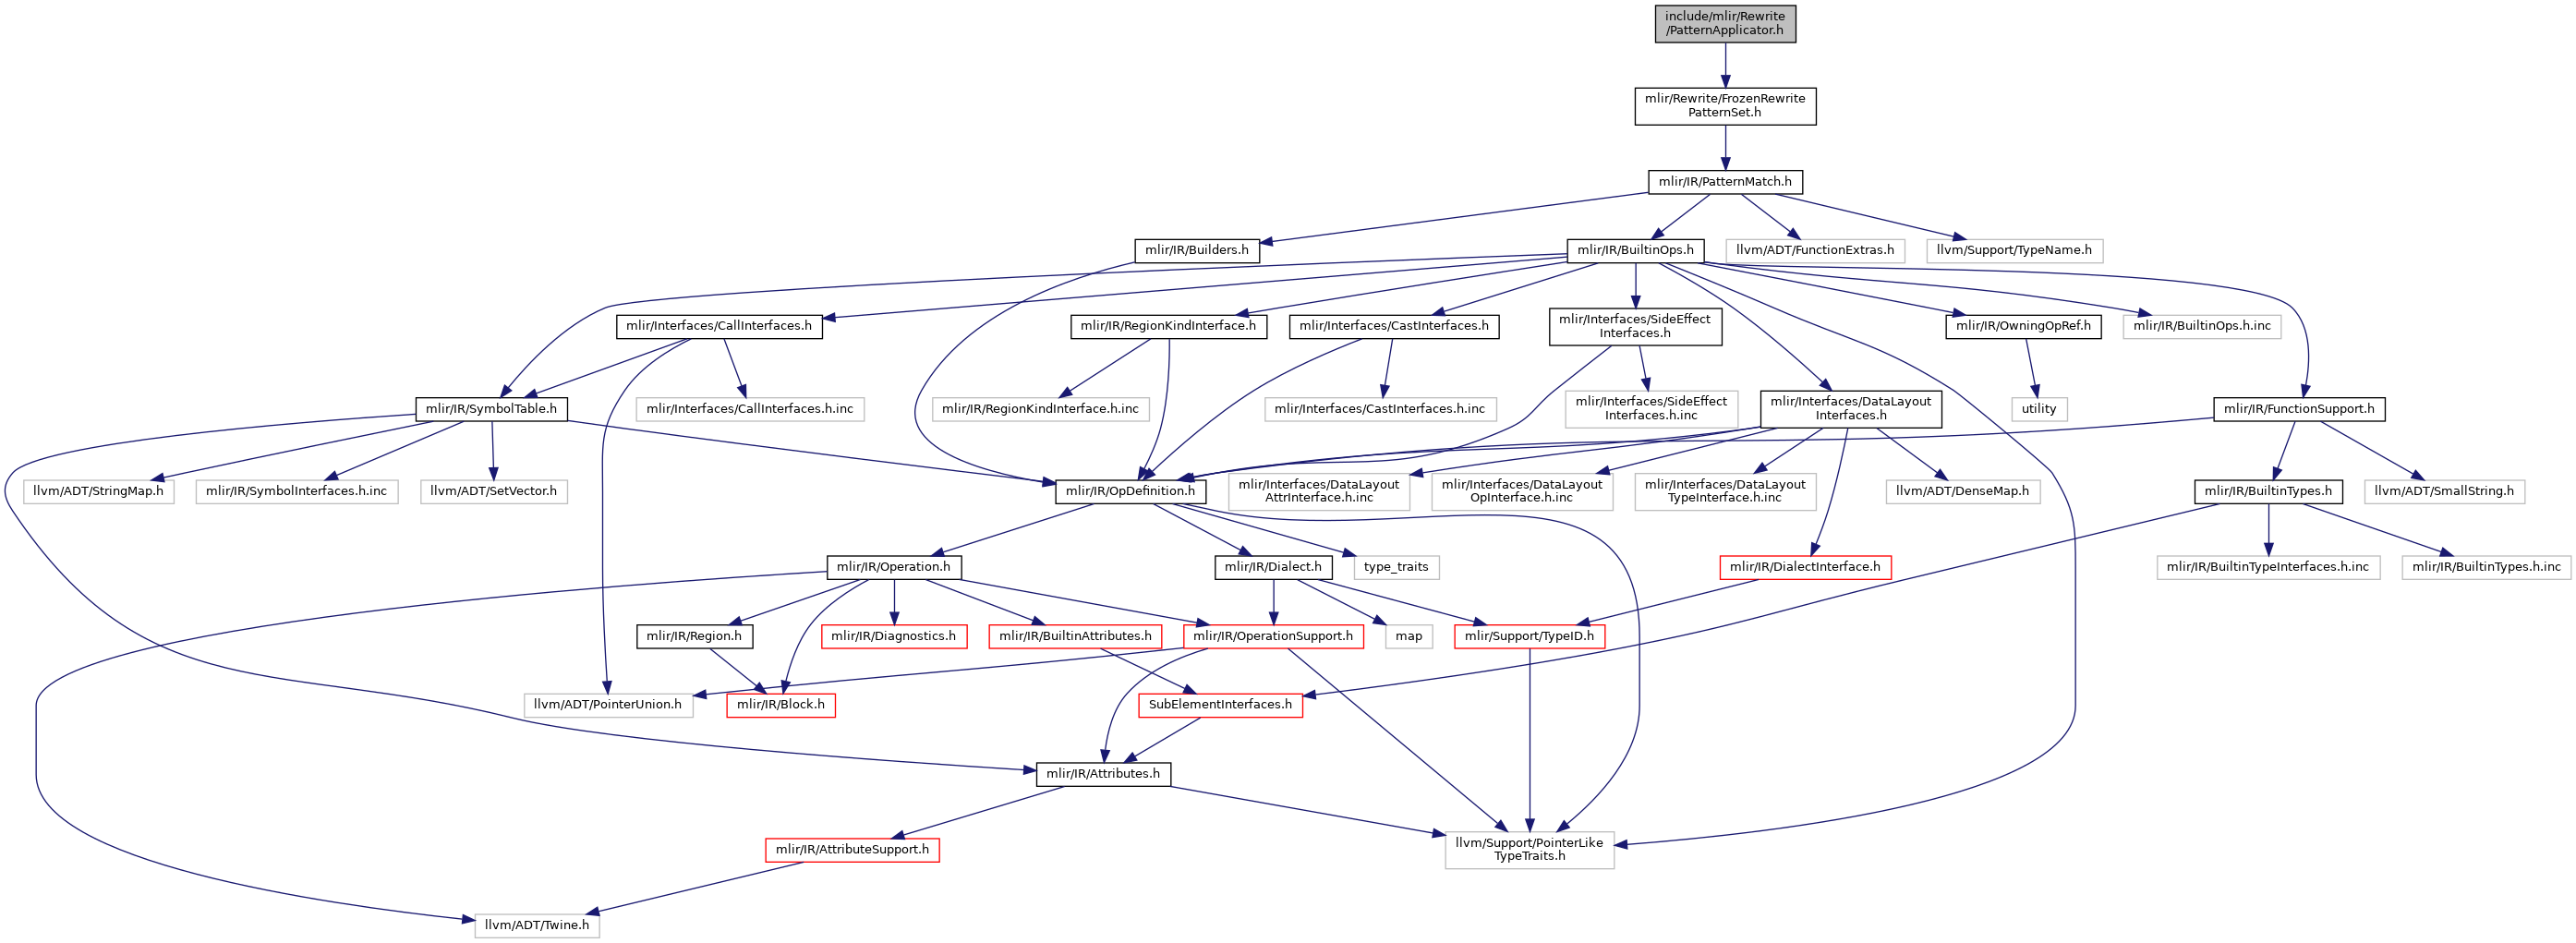 include/mlir/Rewrite
/PatternApplicator.h
mlir/Rewrite/FrozenRewrite
PatternSet.h
mlir/IR/PatternMatch.h
mlir/IR/Builders.h
mlir/IR/BuiltinOps.h
llvm/ADT/FunctionExtras.h
llvm/Support/TypeName.h
mlir/Interfaces/CallInterfaces.h
mlir/IR/RegionKindInterface.h
mlir/Interfaces/CastInterfaces.h
mlir/Interfaces/SideEffect
Interfaces.h
mlir/IR/OwningOpRef.h
mlir/IR/BuiltinOps.h.inc
mlir/IR/SymbolTable.h
mlir/Interfaces/CallInterfaces.h.inc
mlir/IR/RegionKindInterface.h.inc
mlir/Interfaces/CastInterfaces.h.inc
mlir/Interfaces/SideEffect
Interfaces.h.inc
mlir/Interfaces/DataLayout
Interfaces.h
utility
mlir/IR/FunctionSupport.h
llvm/ADT/StringMap.h
mlir/IR/SymbolInterfaces.h.inc
llvm/ADT/SetVector.h
mlir/IR/OpDefinition.h
mlir/Interfaces/DataLayout
AttrInterface.h.inc
mlir/Interfaces/DataLayout
OpInterface.h.inc
mlir/Interfaces/DataLayout
TypeInterface.h.inc
llvm/ADT/DenseMap.h
mlir/IR/BuiltinTypes.h
llvm/ADT/SmallString.h
mlir/IR/Operation.h
mlir/IR/Dialect.h
type_traits
mlir/IR/DialectInterface.h
mlir/IR/BuiltinTypeInterfaces.h.inc
mlir/IR/BuiltinTypes.h.inc
mlir/IR/Region.h
mlir/IR/Diagnostics.h
mlir/IR/BuiltinAttributes.h
mlir/IR/OperationSupport.h
map
mlir/Support/TypeID.h
llvm/ADT/PointerUnion.h
mlir/IR/Block.h
SubElementInterfaces.h
mlir/IR/Attributes.h
mlir/IR/AttributeSupport.h
llvm/Support/PointerLike
TypeTraits.h
llvm/ADT/Twine.h